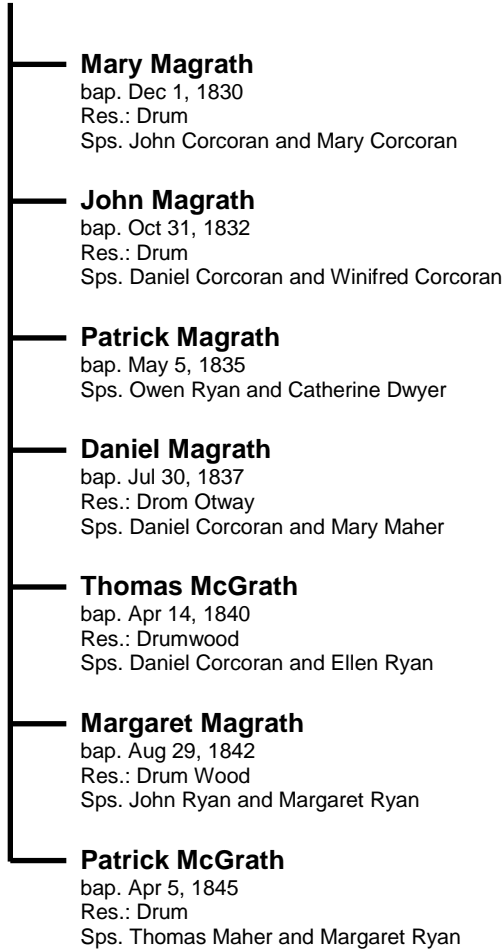 Mary Magrath
bap. Dec 1, 1830
Res.: Drum
Sps. John Corcoran and Mary Corcoran
John Magrath
bap. Oct 31, 1832
Res.: Drum
Sps. Daniel Corcoran and Winifred Corcoran
Patrick Magrath
bap. May 5, 1835
Sps. Owen Ryan and Catherine Dwyer
Daniel Magrath
bap. Jul 30, 1837
Res.: Drom Otway
Sps. Daniel Corcoran and Mary Maher
Thomas McGrath
bap. Apr 14, 1840
Res.: Drumwood
Sps. Daniel Corcoran and Ellen Ryan
Margaret Magrath
bap. Aug 29, 1842
Res.: Drum Wood
Sps. John Ryan and Margaret Ryan
Patrick McGrath
bap. Apr 5, 1845
Res.: Drum
Sps. Thomas Maher and Margaret Ryan